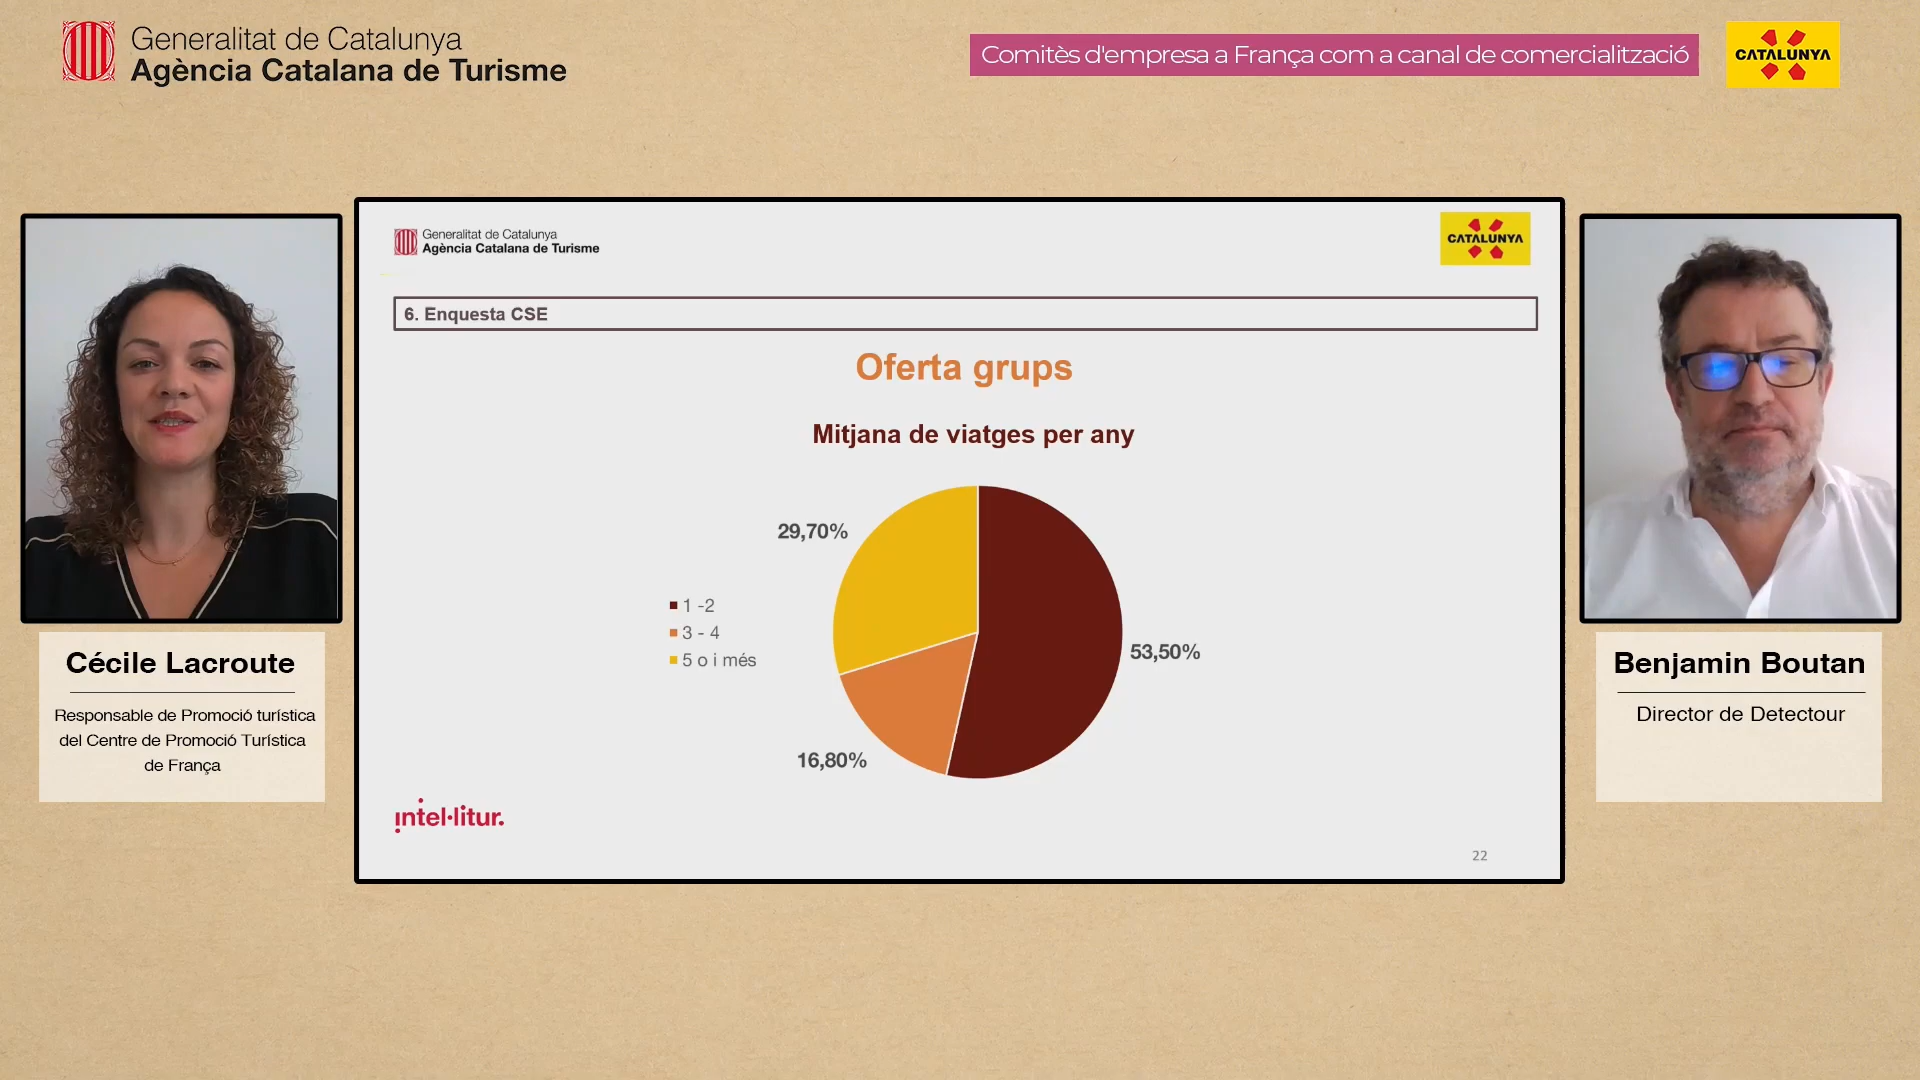 Generalitat de Catalunya
Agència Catalana de Turisme
Comitès d'empresa a França com a canal de comercialització
CATALUNYA
Generalitat de Catalunya
Agència Catalana de Turisme
CATALUNYA
6. Enquesta CSE
Oferta grups
Mitjana de viatges per any
29,70%
1 -2
3 - 4
5 o i més
53,50%
16,80%
intel·litur.
22
Cécile Lacroute
Responsable de Promoció turística
del Centre de Promoció Turística
de França
Benjamin Boutan
Director de Detectour